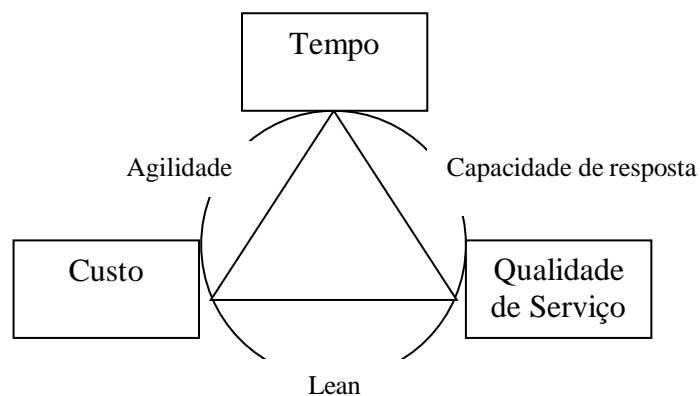 Tempo
Agilidade
Capacidade de resposta
Custo
Qualidade
de Serviço
Lean